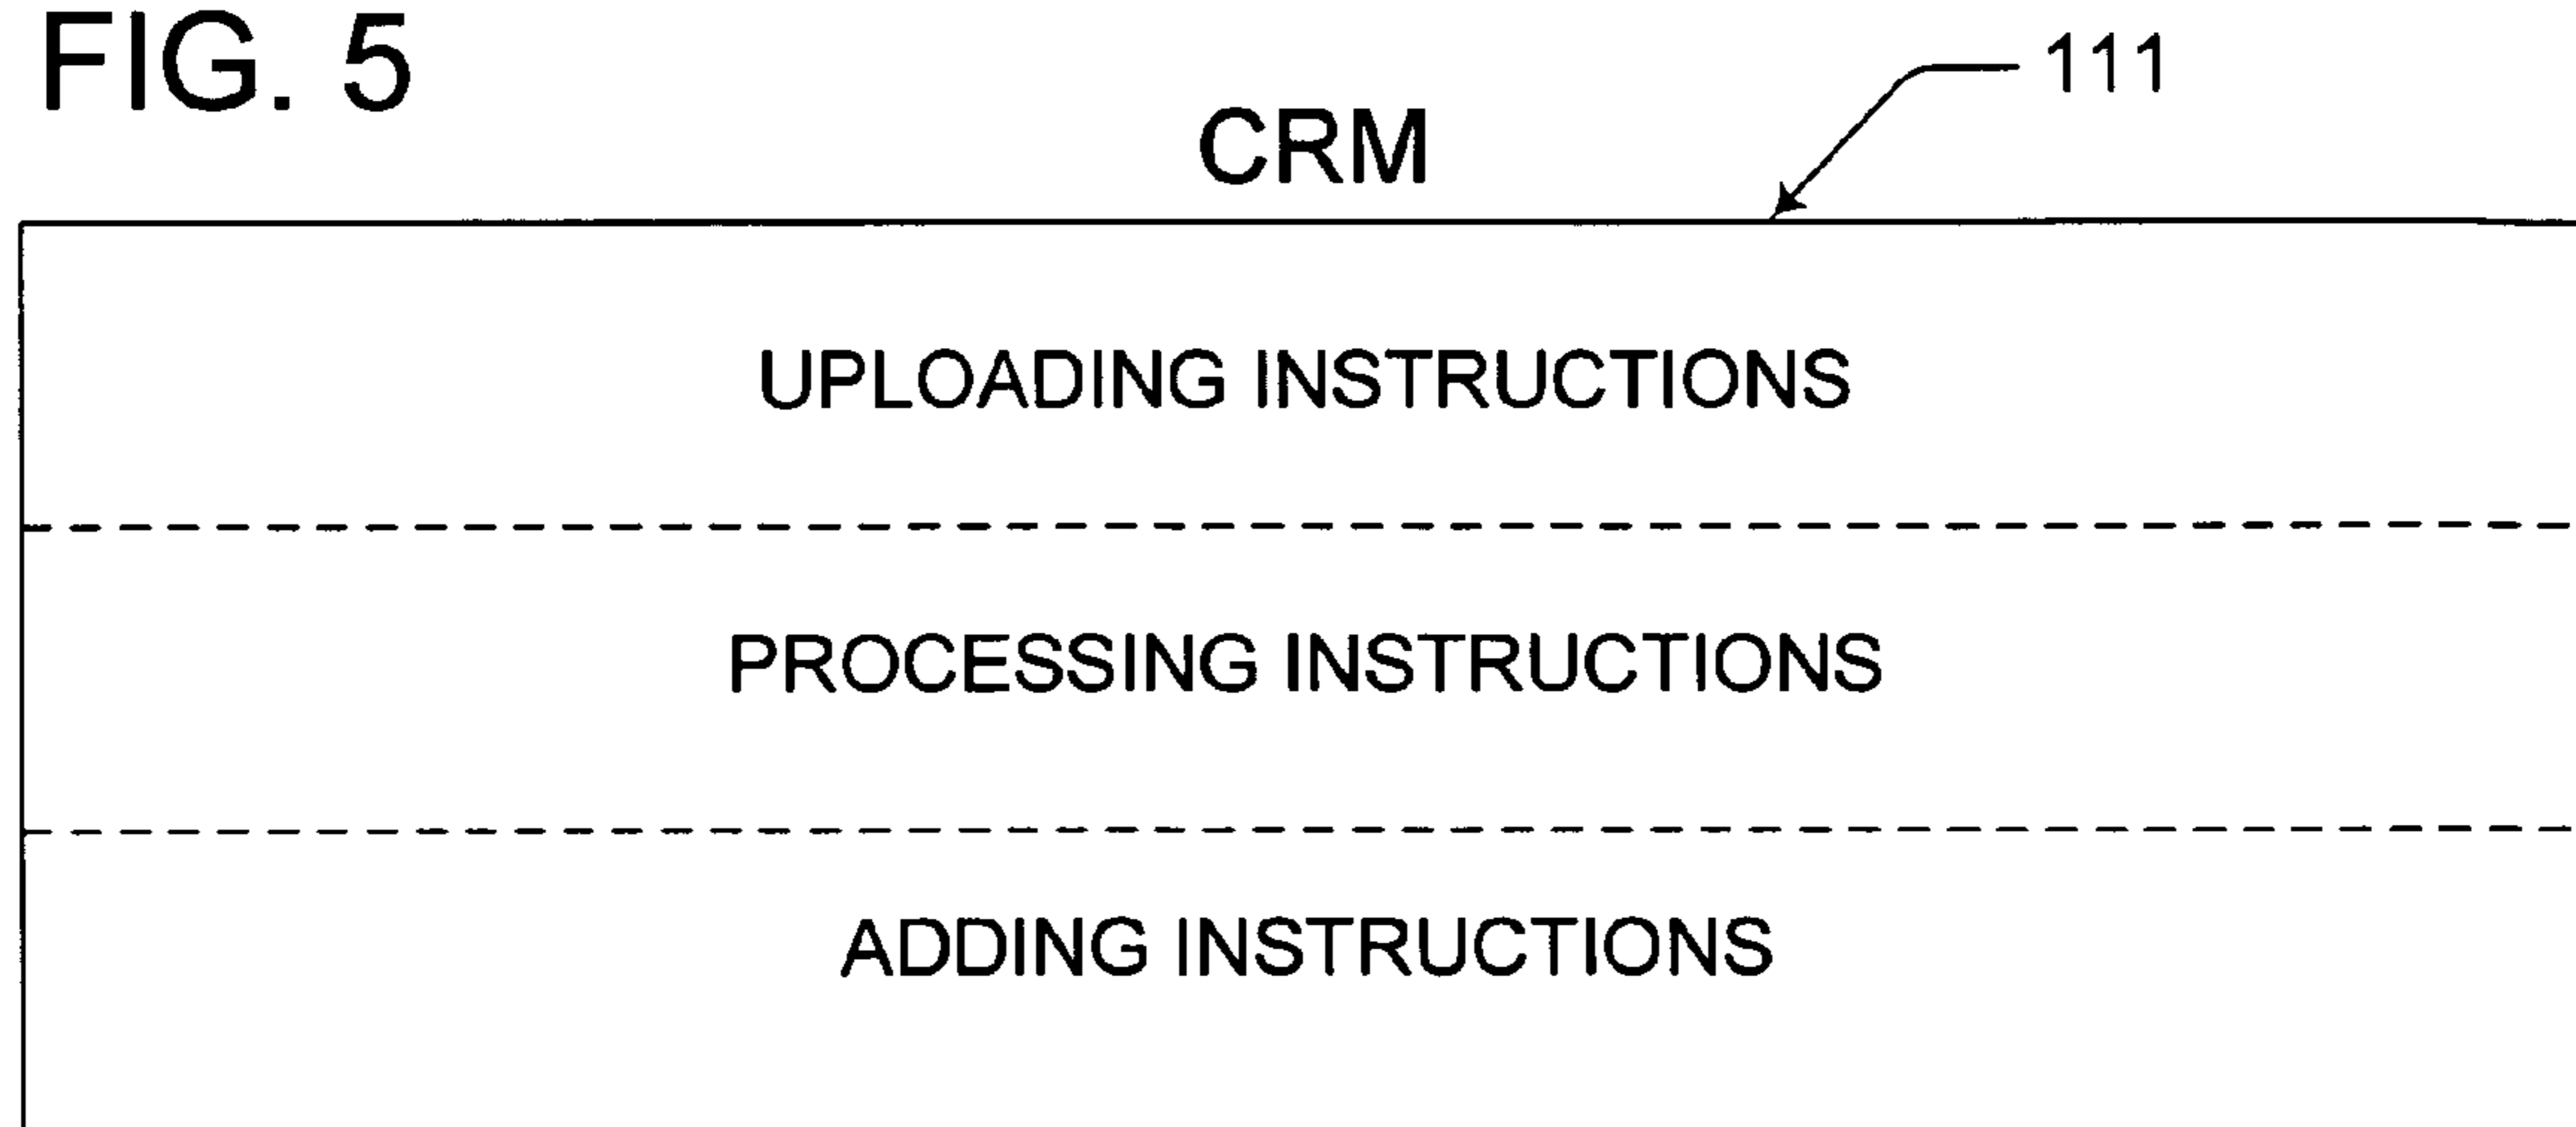 FIG. 5
111
CRM
UPLOADING INSTRUCTIONS
PROCESSING INSTRUCTIONS
ADDING INSTRUCTIONS